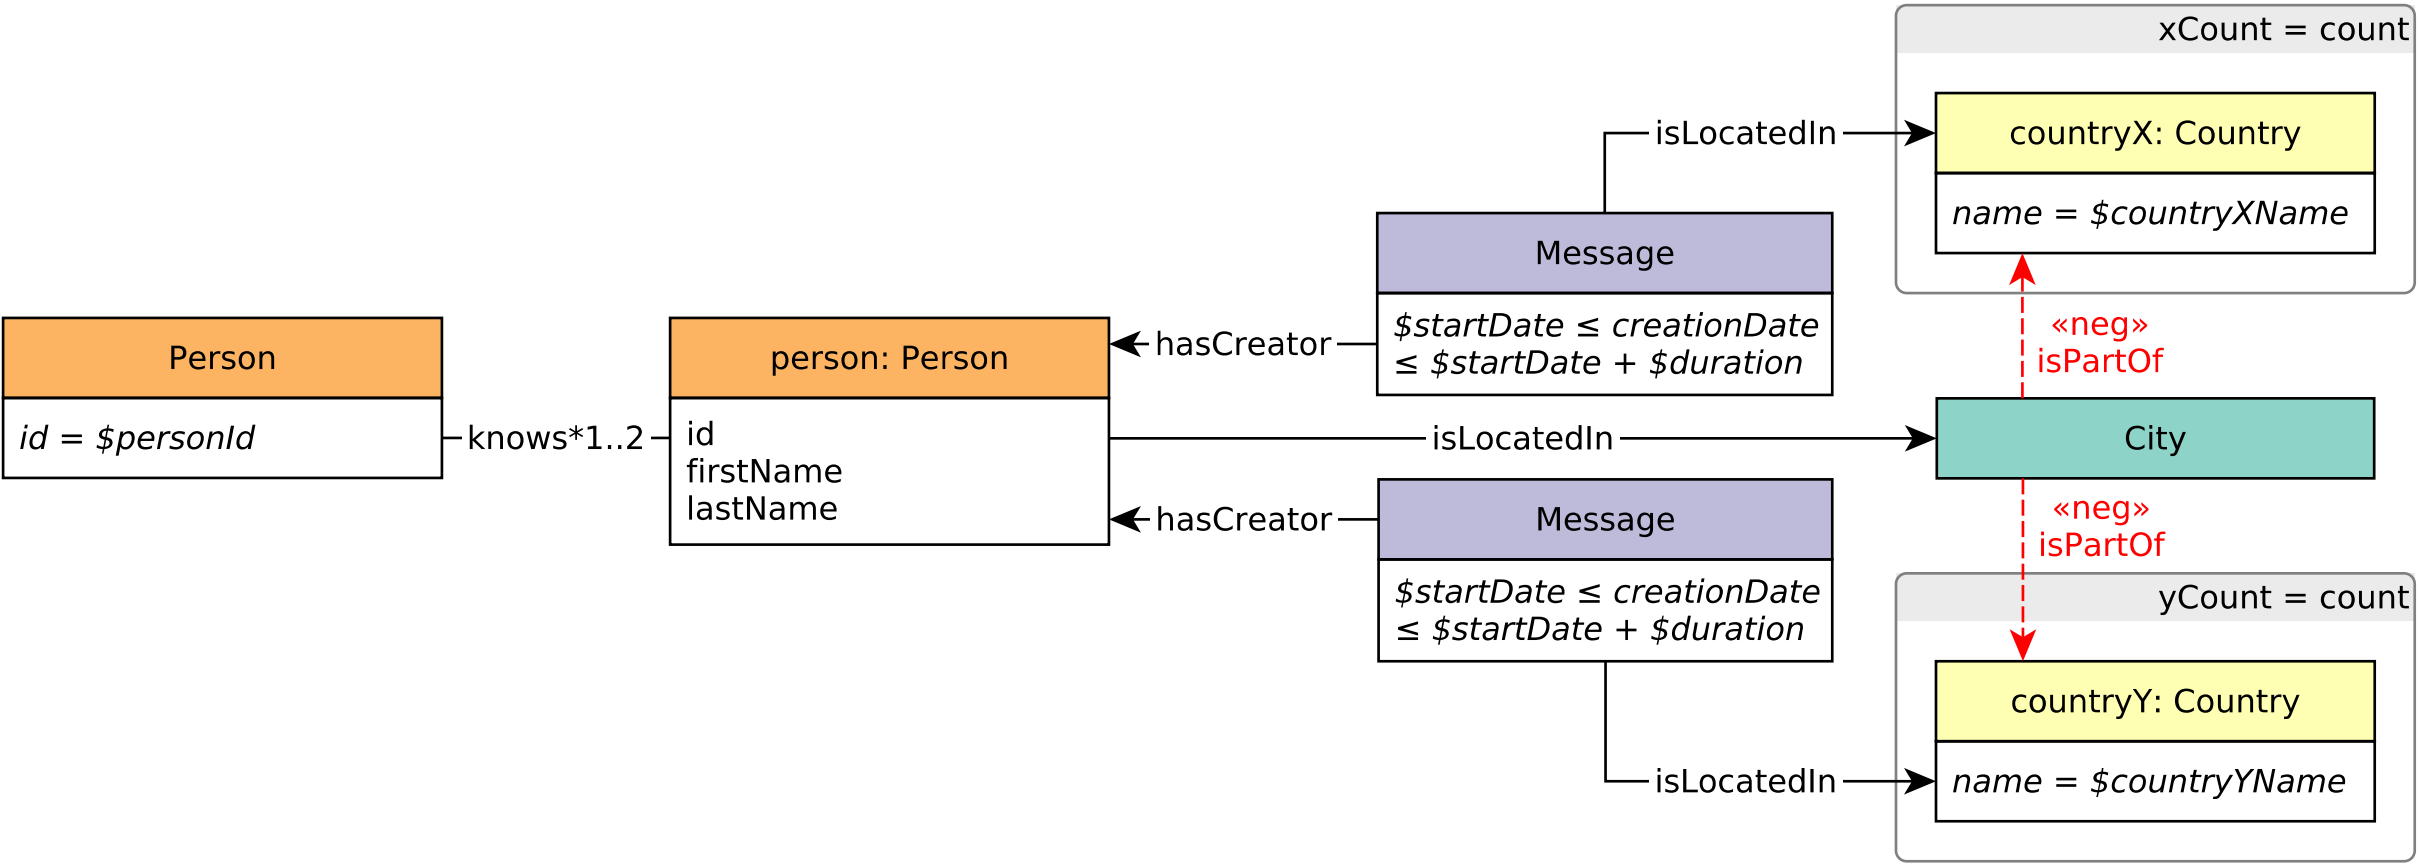 xCount = count
countryX: Country
name = $countryXName
isLocatedIn
Message
$startDate ≤ creationDate
≤ $startDate + $duration
hasCreator
«neg»
isPartOf
Person
id = $personId
knows*1..2
person: Person
id
firstName
lastName
isLocatedIn
City
hasCreator
Message
$startDate ≤ creationDate
≤ $startDate + $duration
«neg»
isPartOf
yCount = count
countryY: Country
name = $countryYName
isLocatedIn